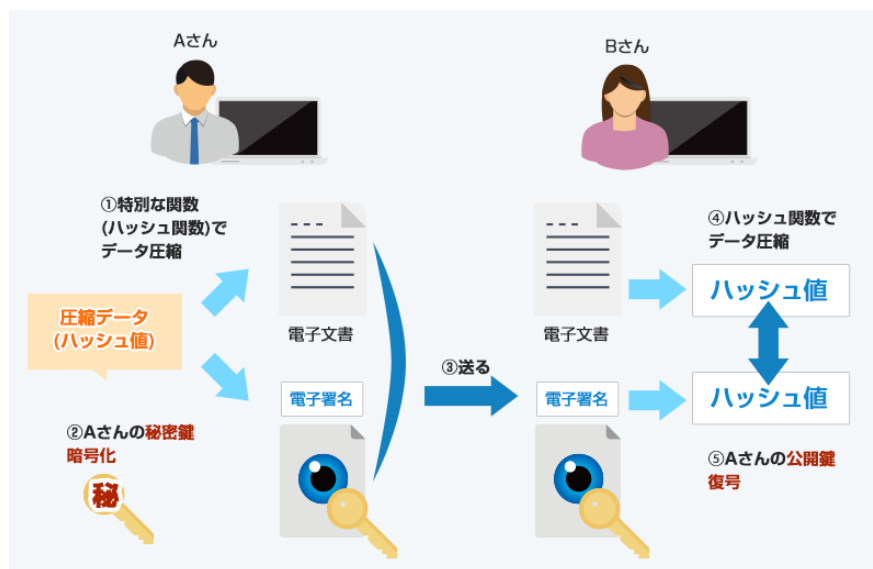 Aさん
Bさん
①特別な関数
(ハッシュ関数)で
データ圧縮
圧縮データ
(ハッシュ値)
②Aさんの秘密鍵
暗号化
秘
電子文書
電子署名
③送る
電子文書
電子署名
④ハッシュ関数で
データ圧縮
ハッシュ値
ハッシュ値
⑤Aさんの公開鍵
復号